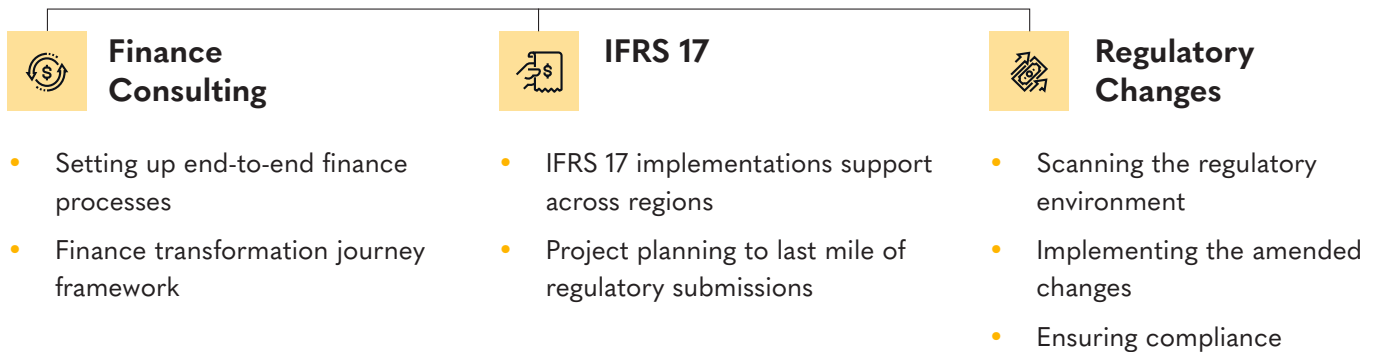 Finance
Consulting
• Setting up end-to-end finance
processes
• Finance transformation journey
framework
IFRS 17
• IFRS 17 implementations support
across regions
• Project planning to last mile of
regulatory submissions
Regulatory
Changes
• Scanning the regulatory
environment
• Implementing the amended
changes
• Ensuring compliance